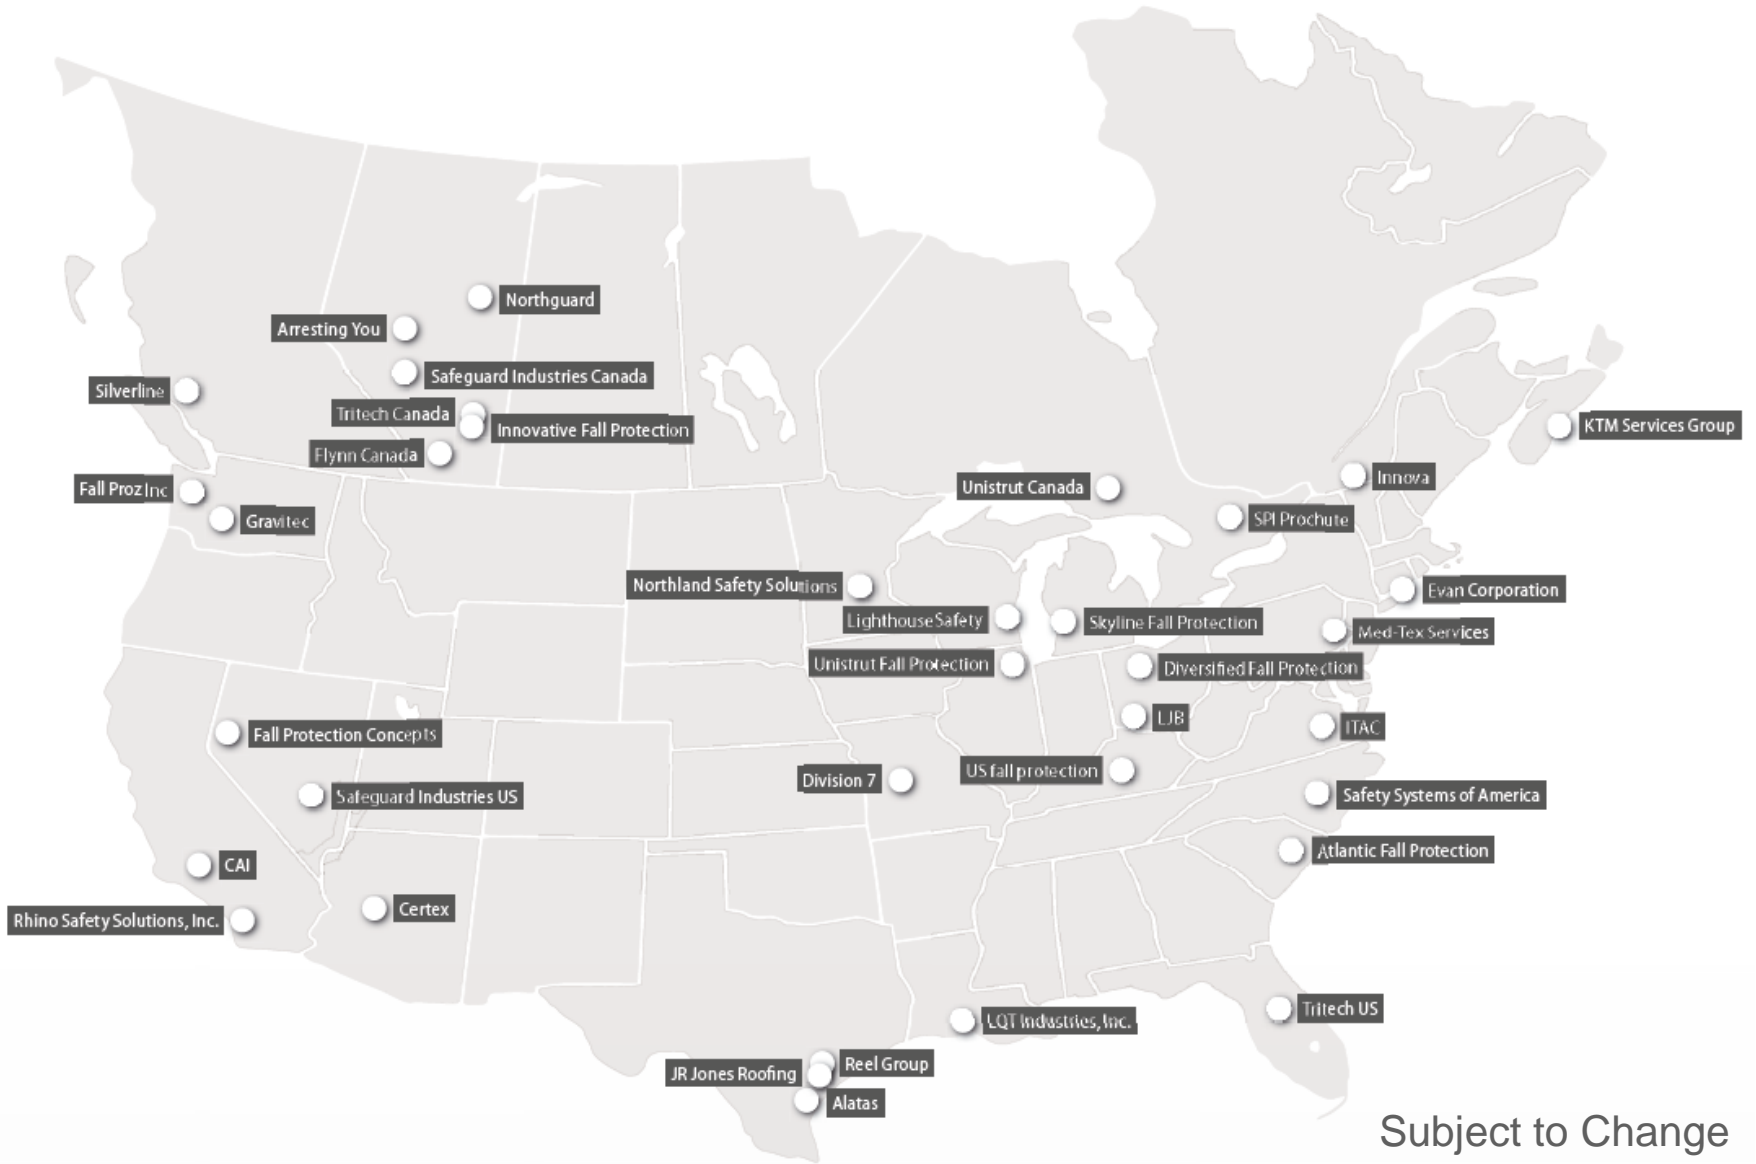 Northguard
Arresting You
Safeguard Industries Canada
Silverline
Tritech Canada
Innovative Fall Protection
KTM Services Group
Flynn Canada
Innova
Unistrut Canada
Fall Proz Inc
SPI Prochute
Gravitec
Northland Safety Solutions
Evan Corporation
Lighthouse Safety
Skyline Fall Protection
Med-Tex Services
Unistrut Fall Protection
Diversified Fall Protection
LJB
ITAC
Fall Protection Concepts
US fall protection
Division 7
Safeguard Industries US
Safety Systems of America
Atlantic Fall Protection
CAI
Certex
Rhino Safety Solutions, Inc.
Tritech US
LQT Industries, Inc.
Reel Group
JR Jones Roofing
Alatas
Subject to Change